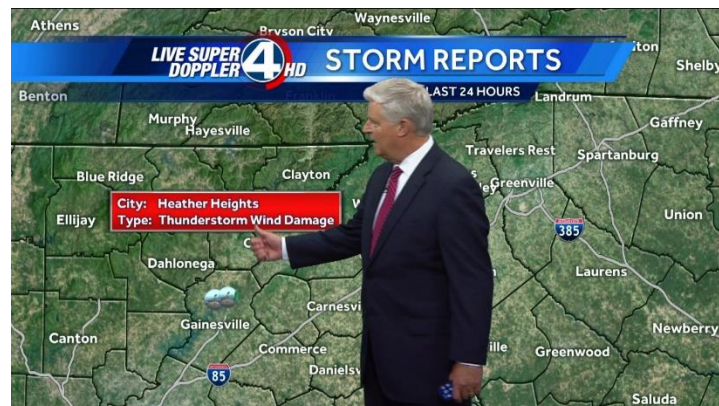 Waynesville
Athens
Bryson City
LIVE SUPER
DOPPLER 4 HD
STORM REPORTS
Shelby
Benton
LAST 24 HOURS
Landrum
Murphy
Hayesville
Gaffney
Travelers Rest
Spartanburg
Blue Ridge
Clayton
Greenville
City: Heather Heights
Type: Thunderstorm Wind Damage
Ellijay
Union
385
Dahlonega
Laurens
Carnesvi
Gainesville
Newberry
Canton
Commerce
Greenwood
85
Danielsv
Saluda